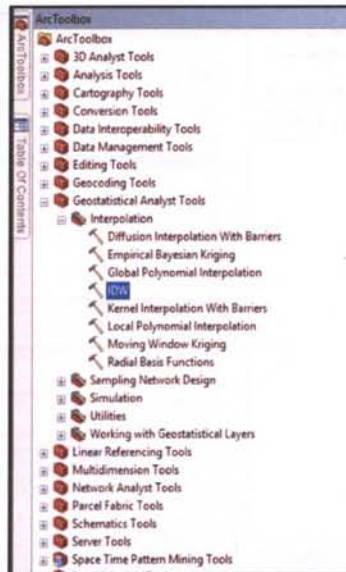 ArcToolbox
ArcToolbox
Table Of Contents
ArcToolbox
3D Analyst Tools
Analysis Tools
Cartography Tools
Conversion Tools
Data Interoperability Tools
Data Management Tools
Editing Tools
Geocoding Tools
Geostatistical Analyst Tools
Interpolation
Diffusion Interpolation With Barriers
Empirical Bayesian Kriging
Global Polynomial Interpolation
IDW
Kernel Interpolation With Barriers
Local Polynomial Interpolation
Moving Window Kriging
Radial Basis Functions
Sampling Network Design
Simulation
Utilities
Working with Geostatistical Layers
Linear Referencing Tools
Multidimension Tools
Network Analyst Tools
Parcel Fabric Tools
Schematics Tools
Server Tools
Space Time Pattern Mining Tools